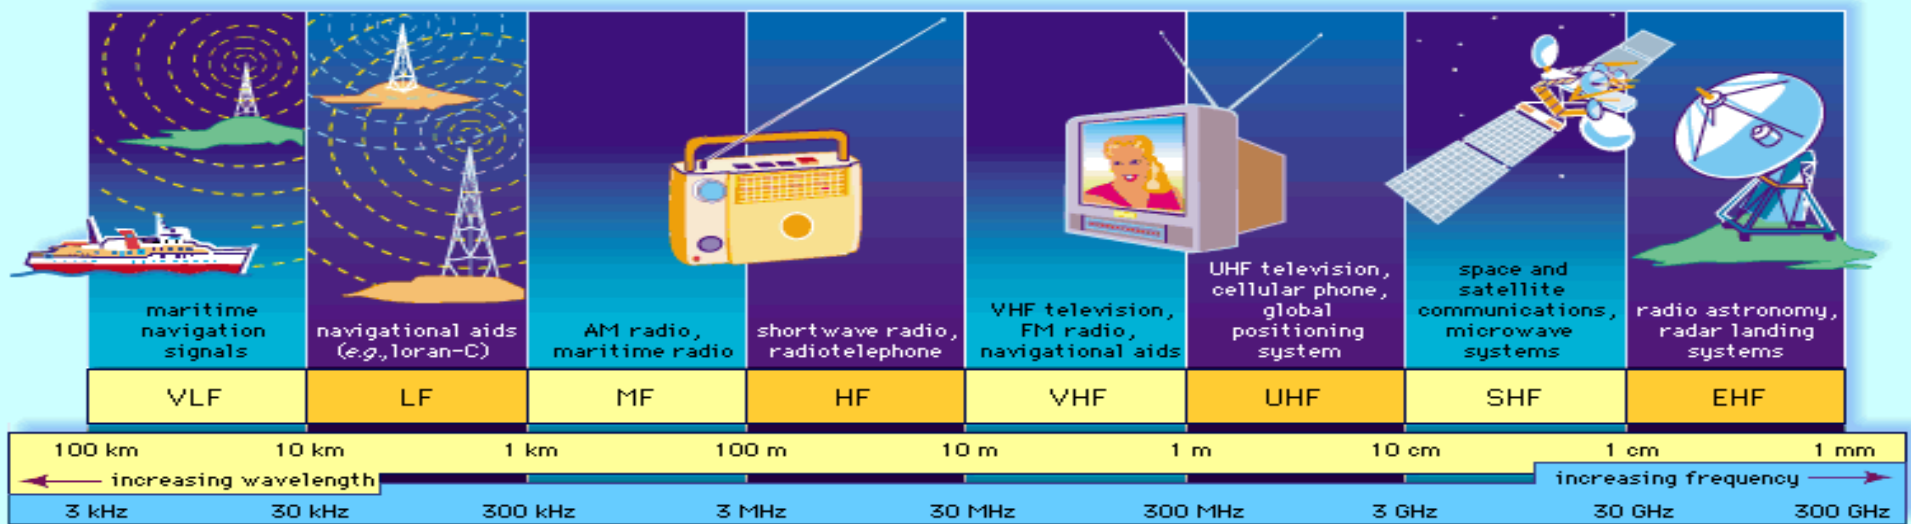 maritime
navigation
signals
navigational aids
(e.g., loran-C)
AM radio,
maritime radio
shortwave radio,
radiotelephone
VHF television,
FM radio,
navigational aids
UHF television,
cellular phone,
global
positioning
system
space and
satellite
communications,
microwave
systems
radio astronomy,
radar landing
systems
VLF LF MF HF VHF UHF SHF EHF
100 km 10 km 1 km 100 m 10 m 1 m 10 cm 1 cm 1 mm
increasing wavelength increasing frequency
3 kHz 30 kHz 300 kHz 3 MHz 30 MHz 300 MHz 3 GHz 30 GHz 300 GHz